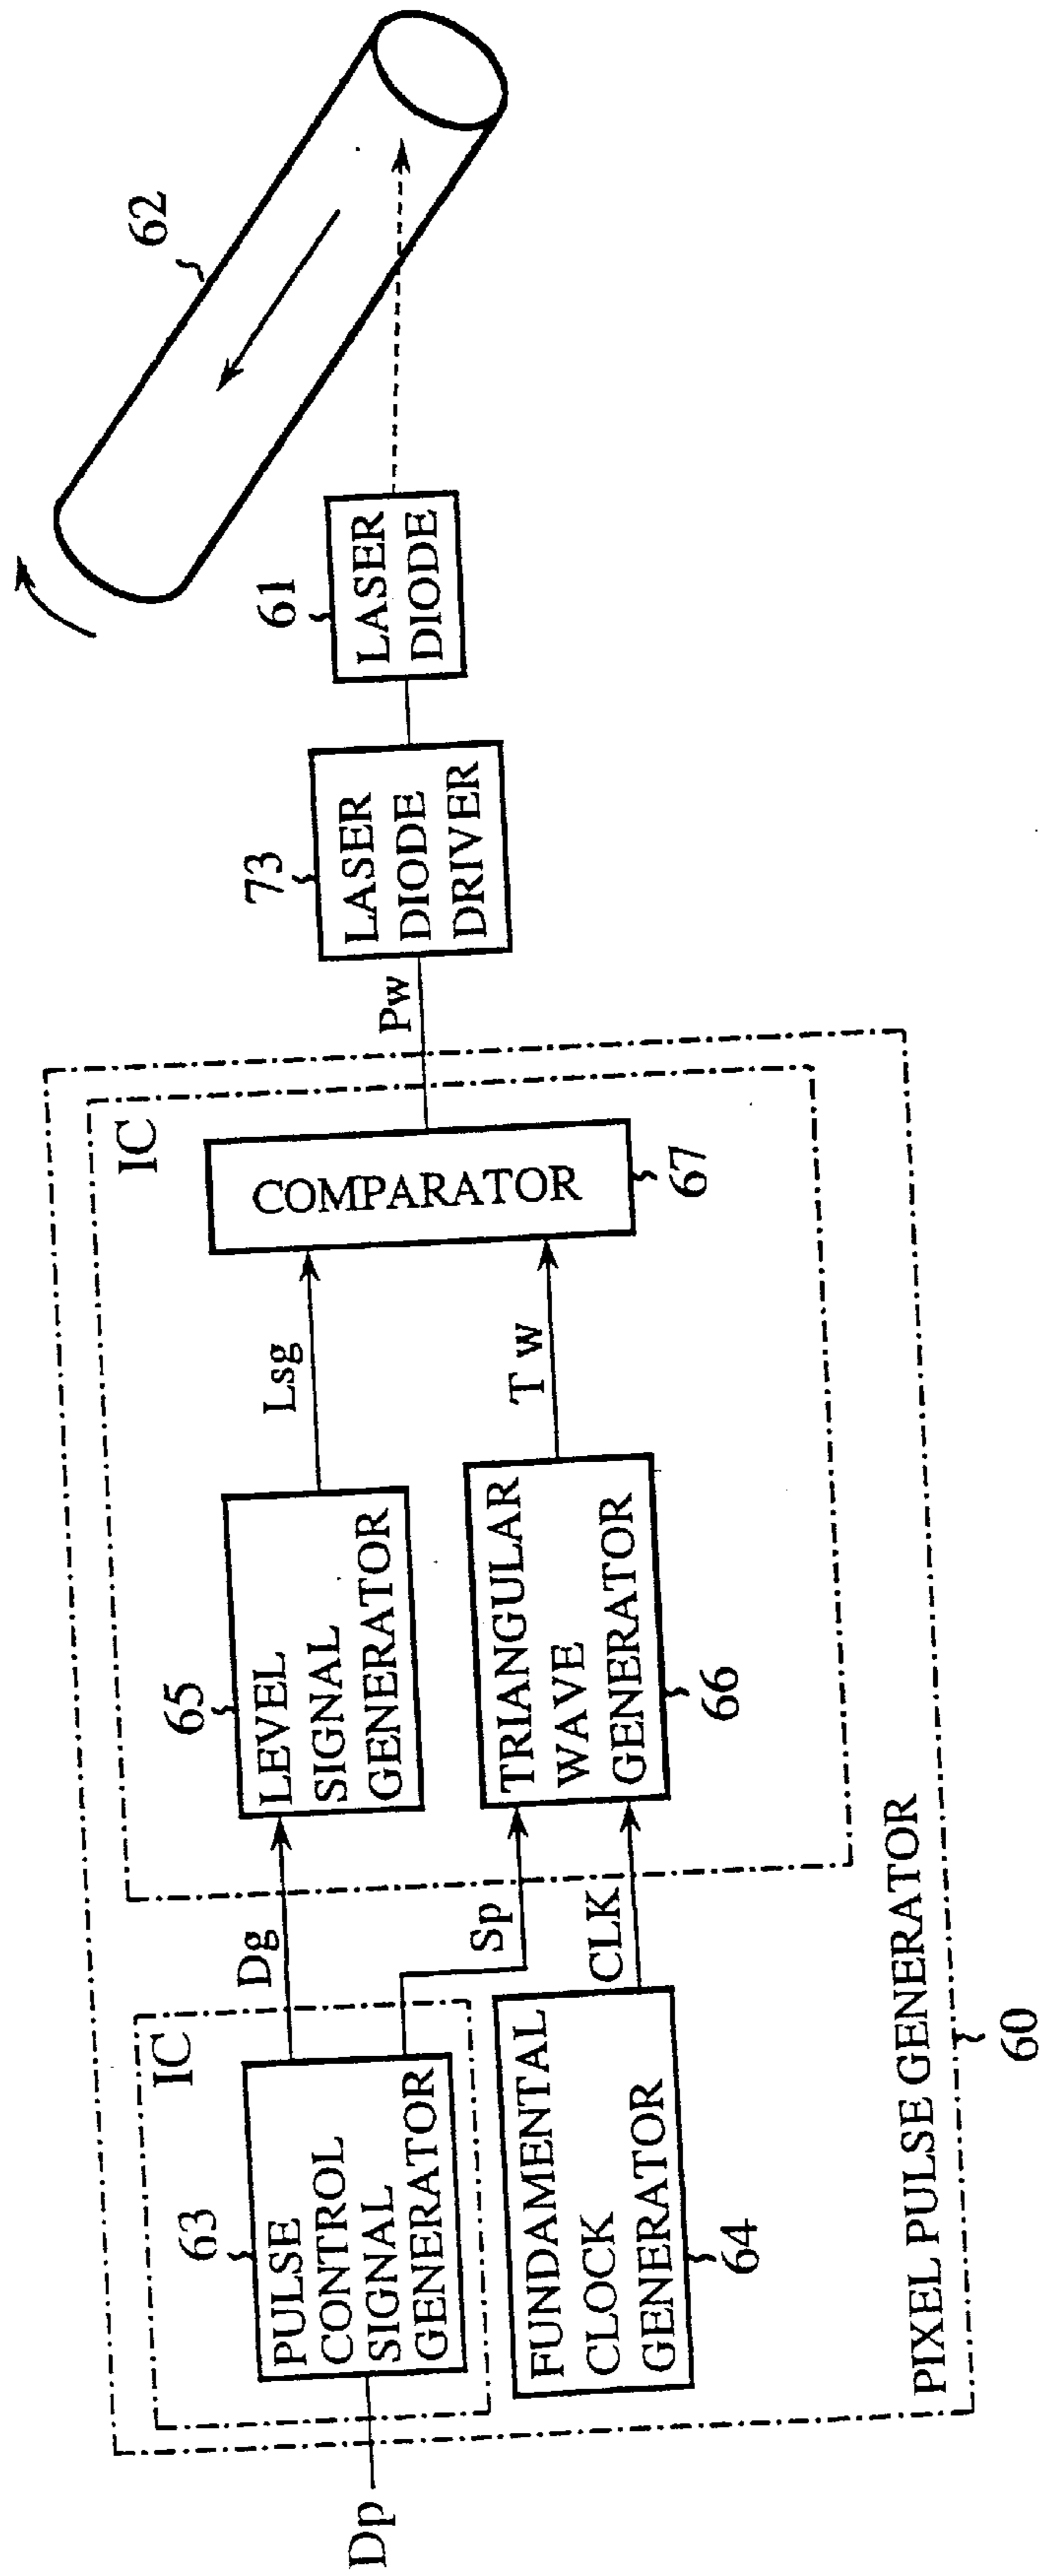 Dp
63
PULSE
CONTROL
SIGNAL
GENERATOR
IC
FUNDAMENTAL
CLOCK
GENERATOR
64
Dg
Sp
CLK
65
LEVEL
SIGNAL
GENERATOR
TRIANGULAR
WAVE
GENERATOR
66
Lsg
T w
IC
COMPARATOR
67
PIXEL PULSE GENERATOR
60
Pw
73
LASER
DIODE
DRIVER
61
LASER
DIODE
62